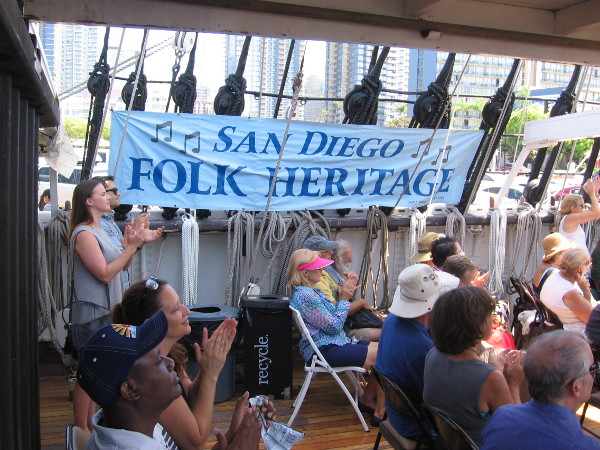 SAN DIEGO
FOLK HERITAGE
recycle.